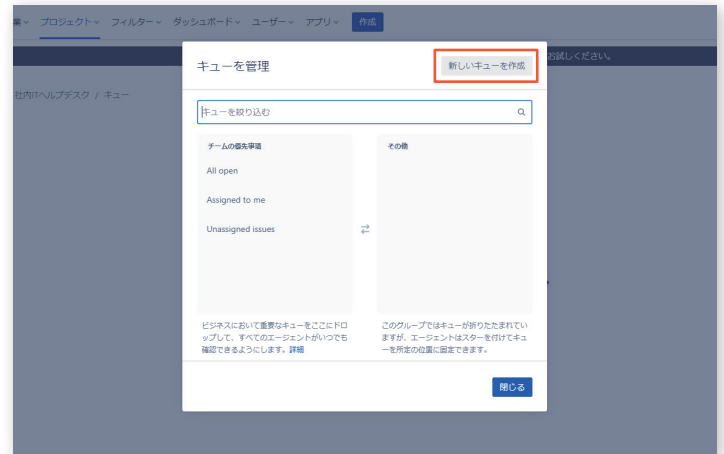 業 プロジェクト フィルター ダッシュボード ユーザー アプリ 作成
お試しください。
社内ITヘルプデスク / キュー
キューを管理
新しいキューを作成
キューを絞り込む
チームの優先事項
All open
Assigned to me
Unassigned issues
その他
ビジネスにおいて重要なキューをここにドロ
ップして、すべてのエージェントがいつでも
確認できるようにします。詳細
このグループではキューが折りたたまれてい
ますが、エージェントはスターを付けてキュ
ーを所定の位置に固定できます。
閉じる